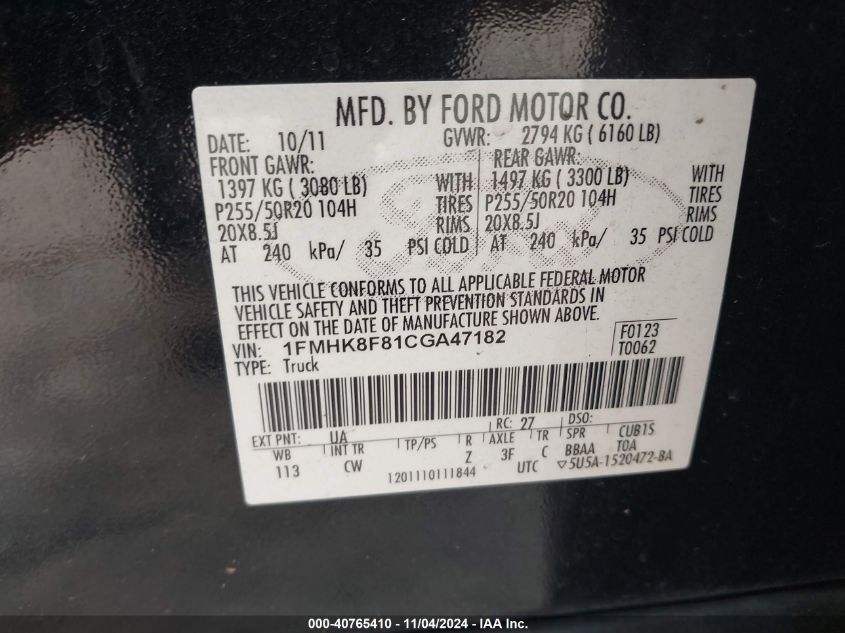 MFD. BY FORD MOTOR CO.
DATE: 10/11 GVWR: 2794 KG ( 6160 LB)
FRONT GAWR: REAR GAWR:
1397 KG ( 3080 LB) WITH 1497 KG ( 3300 LB) WITH
P255/50R20 104H TIRES P255/50R20 104H TIRES
20X8.5J RIMS 20X8.5J RIMS
AT 240 kPa/ 35 PSI COLD AT 240 kPa/ 35 PSI COLD
THIS VEHICLE CONFORMS TO ALL APPLICABLE FEDERAL MOTOR
VEHICLE SAFETY AND THEFT PREVENTION STANDARDS IN
EFFECT ON THE DATE OF MANUFACTURE SHOWN ABOVE.
VIN: 1FMHK8F81CGA47182 F0123
TYPE: Truck T0062
EXT PNT: UA RC: 27 DSO:
WB INT TR TP/PS R AXLE TR SPR CUB1S
113 CW Z 3F C BBAA TOA
1201110111844 UTC ▽5U5A-1520472-BA
000-40765410 - 11/04/2024 - IAA Inc.